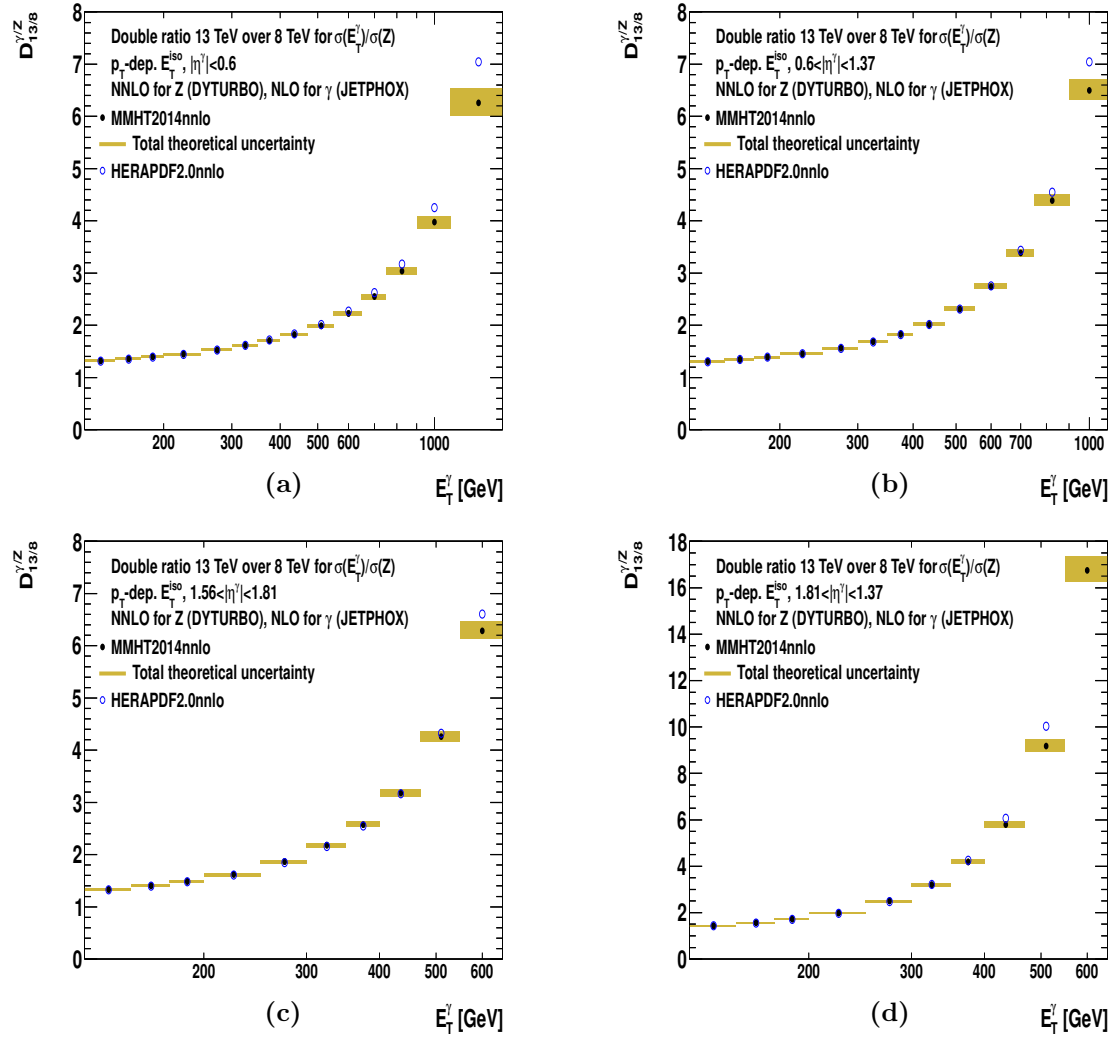 D_{13/8}^{γ/Z}
8
7
6
5
4
3
2
1
0
Double ratio 13 TeV over 8 TeV for σ(E_T^γ)/σ(Z)
p_T-dep. E_T^{iso}, |η^γ|<0.6
NNLO for Z (DYTURBO), NLO for γ (JETPHOX)
MMHT2014nnlo
Total theoretical uncertainty
HERAPDF2.0nnlo
200 300 400 500 600 1000
(a)
E_T^γ [GeV]
D_{13/8}^{γ/Z}
8
7
6
5
4
3
2
1
0
Double ratio 13 TeV over 8 TeV for σ(E_T^γ)/σ(Z)
p_T-dep. E_T^{iso}, 0.6<|η^γ|<1.37
NNLO for Z (DYTURBO), NLO for γ (JETPHOX)
MMHT2014nnlo
Total theoretical uncertainty
HERAPDF2.0nnlo
200 300 400 500 600 700 1000
(b)
E_T^γ [GeV]
D_{13/8}^{γ/Z}
8
7
6
5
4
3
2
1
0
Double ratio 13 TeV over 8 TeV for σ(E_T^γ)/σ(Z)
p_T-dep. E_T^{iso}, 1.56<|η^γ|<1.81
NNLO for Z (DYTURBO), NLO for γ (JETPHOX)
MMHT2014nnlo
Total theoretical uncertainty
HERAPDF2.0nnlo
200 300 400 500 600
(c)
E_T^γ [GeV]
D_{13/8}^{γ/Z}
18
16
14
12
10
8
6
4
2
0
Double ratio 13 TeV over 8 TeV for σ(E_T^γ)/σ(Z)
p_T-dep. E_T^{iso}, 1.81<|η^γ|<1.37
NNLO for Z (DYTURBO), NLO for γ (JETPHOX)
MMHT2014nnlo
Total theoretical uncertainty
HERAPDF2.0nnlo
200 300 400 500 600
(d)
E_T^γ [GeV]